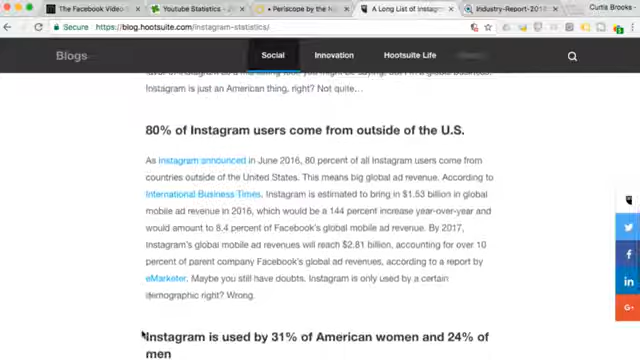 The Facebook Video
Youtube Statistics -
Periscope by the N
A Long List of Instagr
Industry-Report-201
Curtis Brooks
Secure https://blog.hootsuite.com/instagram-statistics/
Blogs Social Innovation Hootsuite Life
Instagram is just an American thing, right? Not quite…
80% of Instagram users come from outside of the U.S.
As Instagram announced in June 2016, 80 percent of all Instagram users come from
countries outside of the United States. This means big global ad revenue. According to
International Business Times, Instagram is estimated to bring in $1.53 billion in global
mobile ad revenue in 2016, which would be a 144 percent increase year-over-year and
would amount to 8.4 percent of Facebook's global mobile ad revenue. By 2017,
Instagram's global mobile ad revenues will reach $2.81 billion, accounting for over 10
percent of parent company Facebook's global ad revenues, according to a report by
eMarketer. Maybe you still have doubts. Instagram is only used by a certain
demographic right? Wrong.
Instagram is used by 31% of American women and 24% of
men